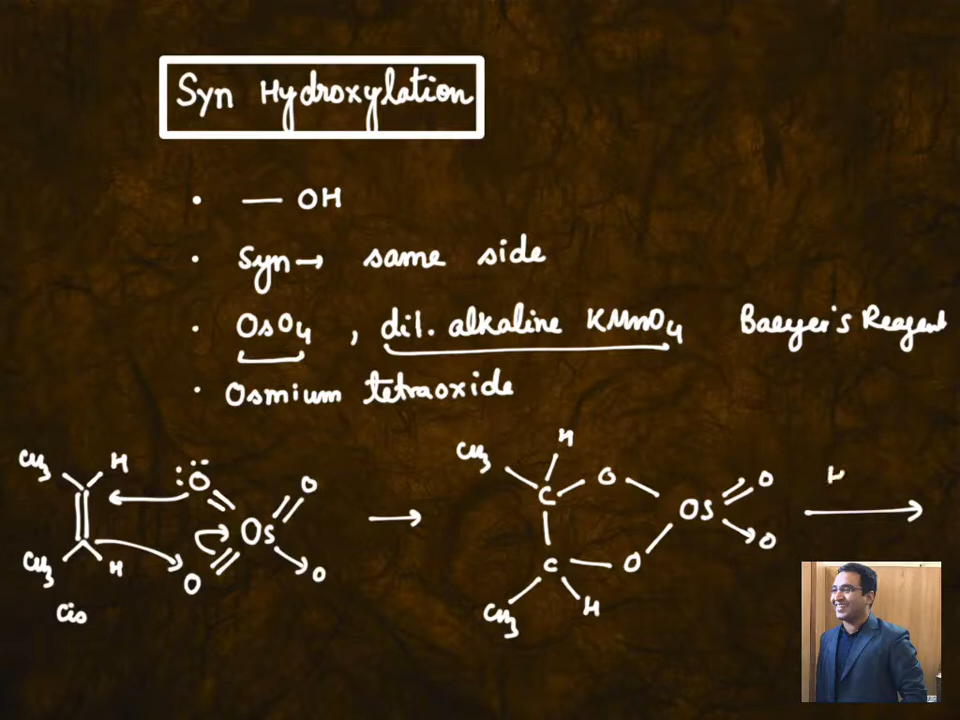 Syn Hydroxylation
— OH
Syn → same side
OsO4 , dil. alkaline KMnO4 Baeyer's Reagent
Osmium tetraoxide
CH3 H :Ö O
Os
CH3 H O O
Cis
CH3 H
C O Os O H
C O O
CH3 H